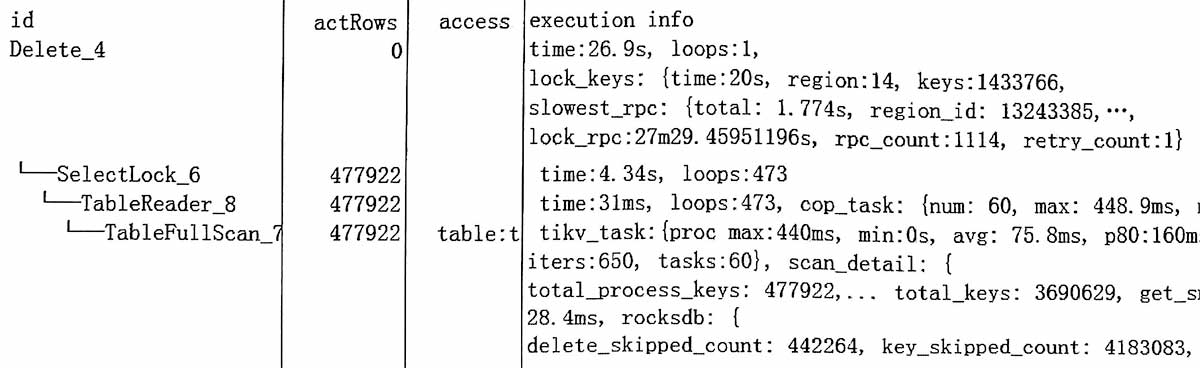 id actRows access execution info
Delete_4 0 time:26.9s, loops:1,
lock_keys: {time:20s, region:14, keys:1433766,
slowest_rpc: {total: 1.774s, region_id: 13243385,…,
lock_rpc:27m29.45951196s, rpc_count:1114, retry_count:1}
└──SelectLock_6 477922 time:4.34s, loops:473
└──TableReader_8 477922 time:31ms, loops:473, cop_task: {num: 60, max: 448.9ms,
└──TableFullScan_7 477922 table:t tikv_task:{proc max:440ms, min:0s, avg: 75.8ms, p80:160m
iters:650, tasks:60}, scan_detail: {
total_process_keys: 477922,... total_keys: 3690629, get_s
28.4ms, rocksdb: {
delete_skipped_count: 442264, key_skipped_count: 4183083,